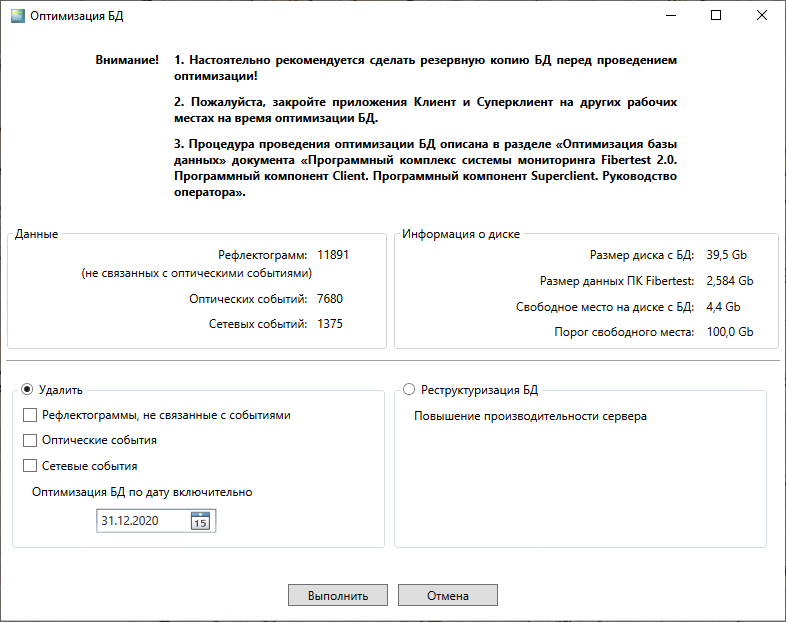 Оптимизация БД
Внимание!
1. Настоятельно рекомендуется сделать резервную копию БД перед проведением
оптимизации!
2. Пожалуйста, закройте приложения Клиент и Суперклиент на других рабочих
местах на время оптимизации БД.
3. Процедура проведения оптимизации БД описана в разделе «Оптимизация базы
данных» документа «Программный комплекс системы мониторинга Fibertest 2.0.
Программный компонент Client. Программный компонент Superclient. Руководство
оператора».
Данные
Рефлектограмм: 11891
(не связанных с оптическими событиями)
Оптических событий: 7680
Сетевых событий: 1375
Информация о диске
Размер диска с БД: 39,5 Gb
Размер данных ПК Fibertest: 2,584 Gb
Свободное место на диске с БД: 4,4 Gb
Порог свободного места: 100,0 Gb
Удалить
Рефлектограммы, не связанные с событиями
Оптические события
Сетевые события
Оптимизация БД по дату включительно
31.12.2020
15
Реструктуризация БД
Повышение производительности сервера
Выполнить
Отмена